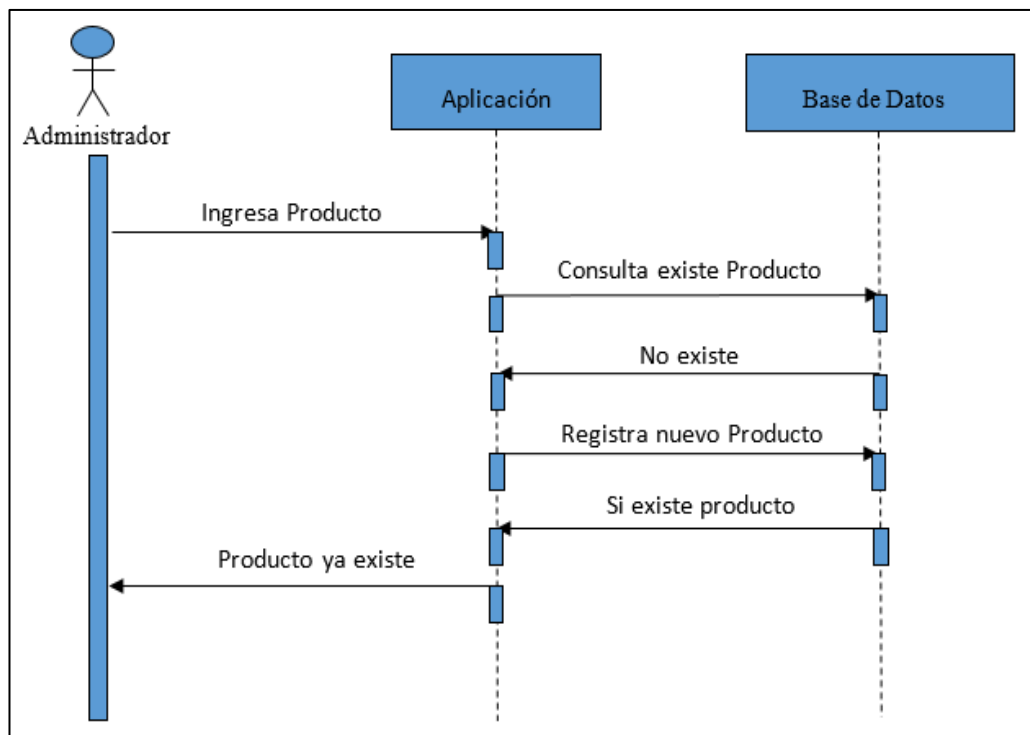 Administrador
Aplicación
Base de Datos
Ingresa Producto
Consulta existe Producto
No existe
Registra nuevo Producto
Si existe producto
Producto ya existe